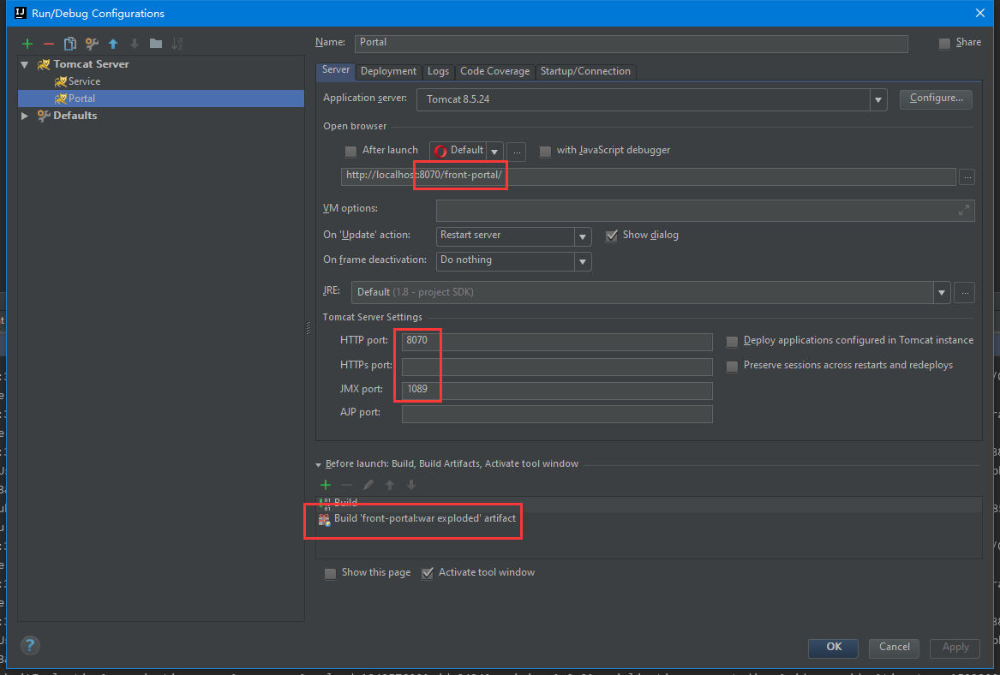 Run/Debug Configurations
Name: Portal Share
Tomcat Server
Service
Portal
Defaults
Server Deployment Logs Code Coverage Startup/Connection
Application server: Tomcat 8.5.24 Configure...
Open browser
After launch Default ... with JavaScript debugger
http://localhost:8070/front-portal/ ...
VM options:
On 'Update' action: Restart server Show dialog
On frame deactivation: Do nothing
JRE: Default (1.8 - project SDK) ...
Tomcat Server Settings
HTTP port: 8070 Deploy applications configured in Tomcat instance
HTTPs port: Preserve sessions across restarts and redeploys
JMX port: 1089
AJP port:
Before launch: Build, Build Artifacts, Activate tool window
Build
Build 'front-portal:war exploded' artifact
Show this page Activate tool window
? OK Cancel Apply